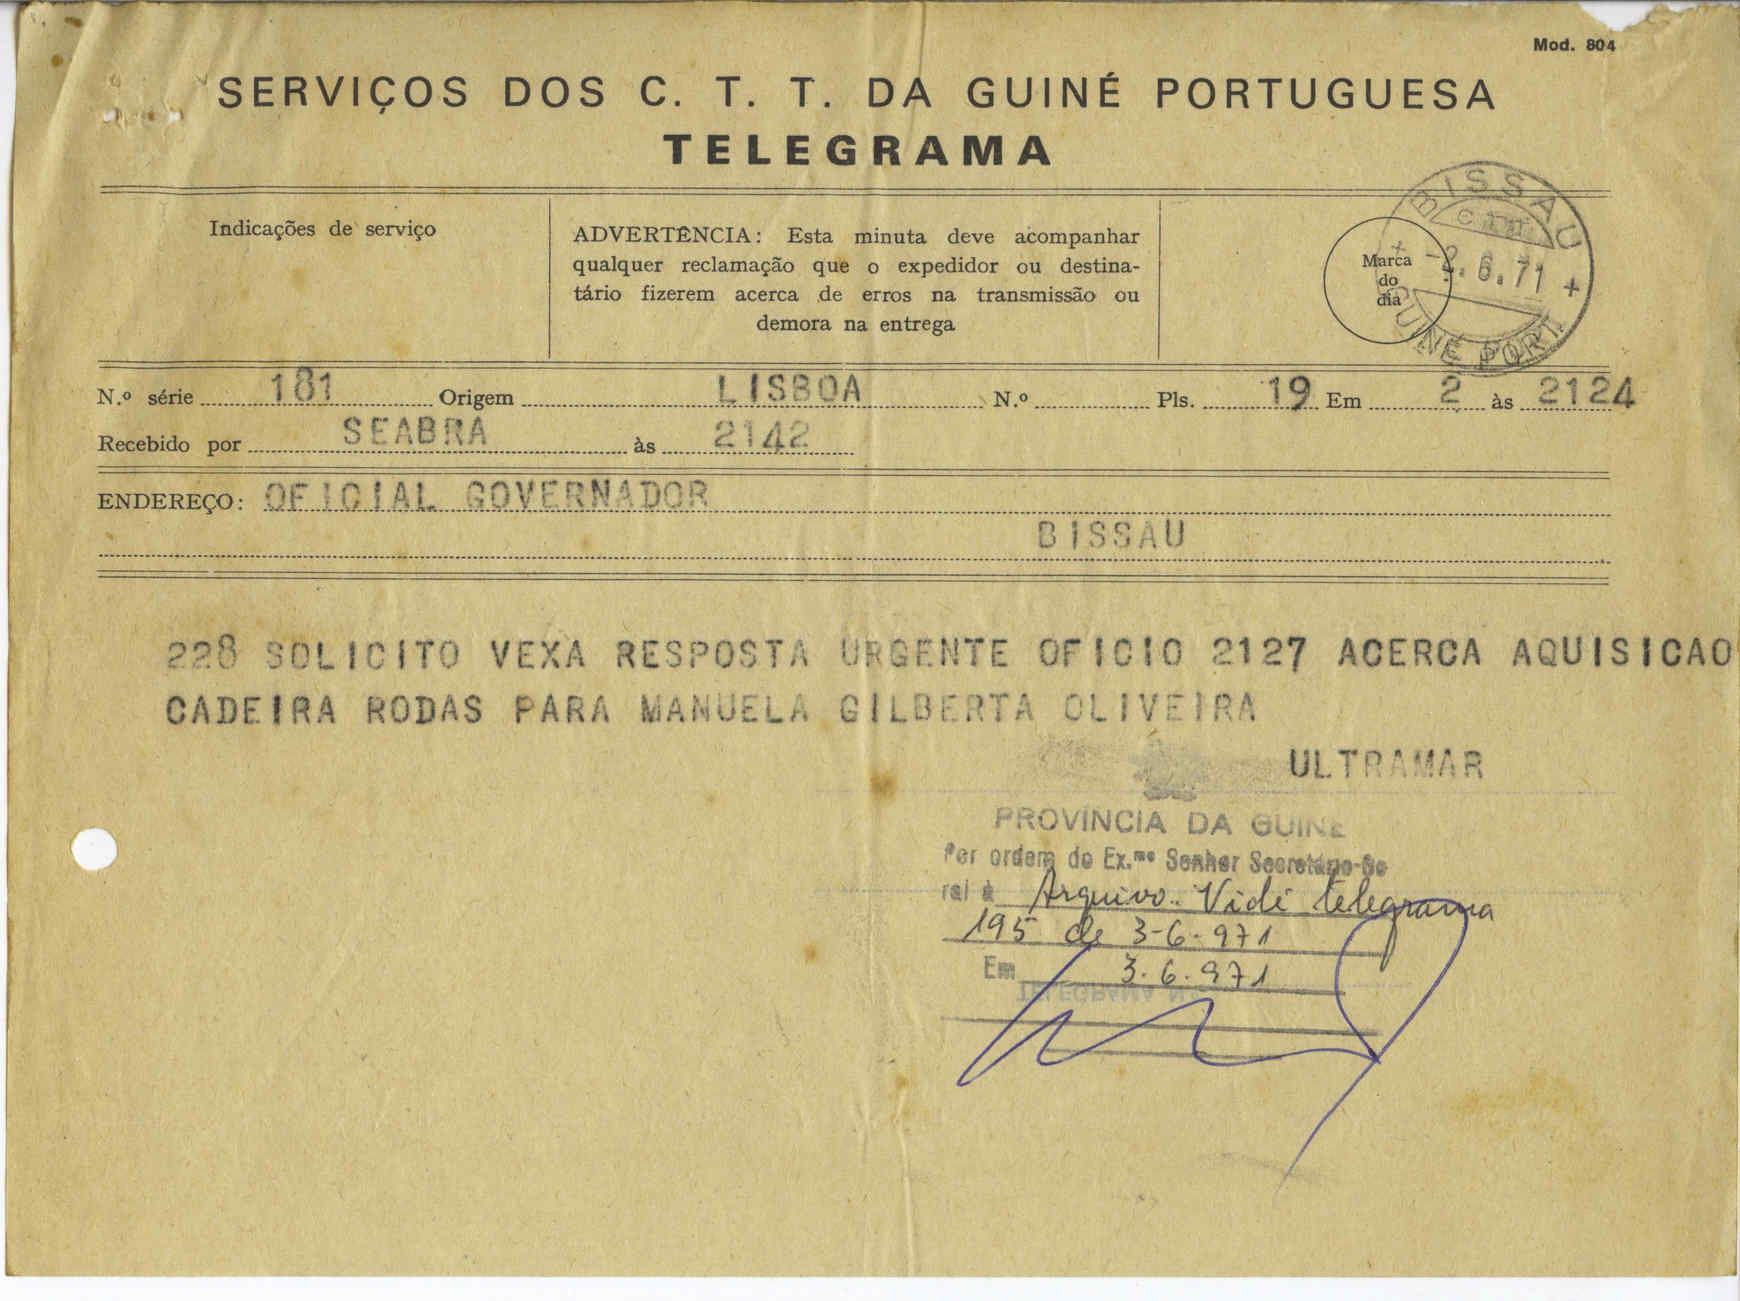 Mod. 804
SERVIÇOS DOS C. T. T. DA GUINÉ PORTUGUESA
TELEGRAMA
Indicações de serviço
ADVERTÊNCIA: Esta minuta deve acompanhar
qualquer reclamação que o expedidor ou destina-
tário fizerem acerca de erros na transmissão ou
demora na entrega
Marca
do
dia
BISSAU
C.T.T.
-2.6.71
GUINÉ PORT.
N.º série 181 Origem LISBOA N.º Pls. 19 Em 2 às 2124
Recebido por SEABRA às 2142
ENDEREÇO: OFICIAL GOVERNADOR
BISSAU
228 SOLICITO VEXA RESPOSTA URGENTE OFICIO 2127 ACERCA AQUISICAO
CADEIRA RODAS PARA MANUELA GILBERTA OLIVEIRA
ULTRAMAR
PROVÍNCIA DA GUINÉ
Por ordem do Ex.mo Senhor Secretário-Ge
ral à Arquivo. Vidé telegrama
195 de 3-6-971
Em 3.6.971